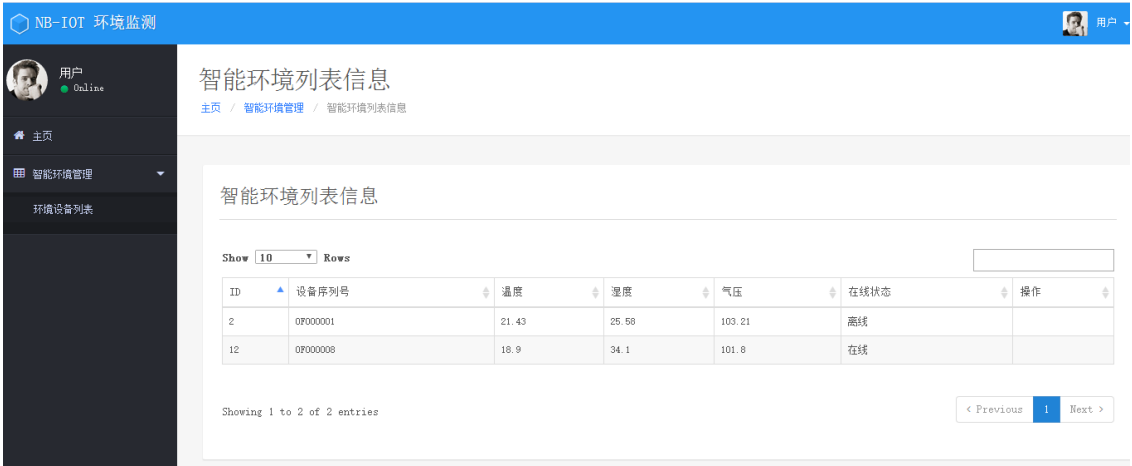 NB-IOT 环境监测
用户
用户
Online
主页
智能环境管理
环境设备列表
智能环境列表信息
主页 / 智能环境管理 / 智能环境列表信息
智能环境列表信息
Show 10 Rows
ID 设备序列号 温度 湿度 气压 在线状态 操作
2 0F000001 21.43 25.58 103.21 离线
12 0F000008 18.9 34.1 101.8 在线
Showing 1 to 2 of 2 entries
< Previous 1 Next >